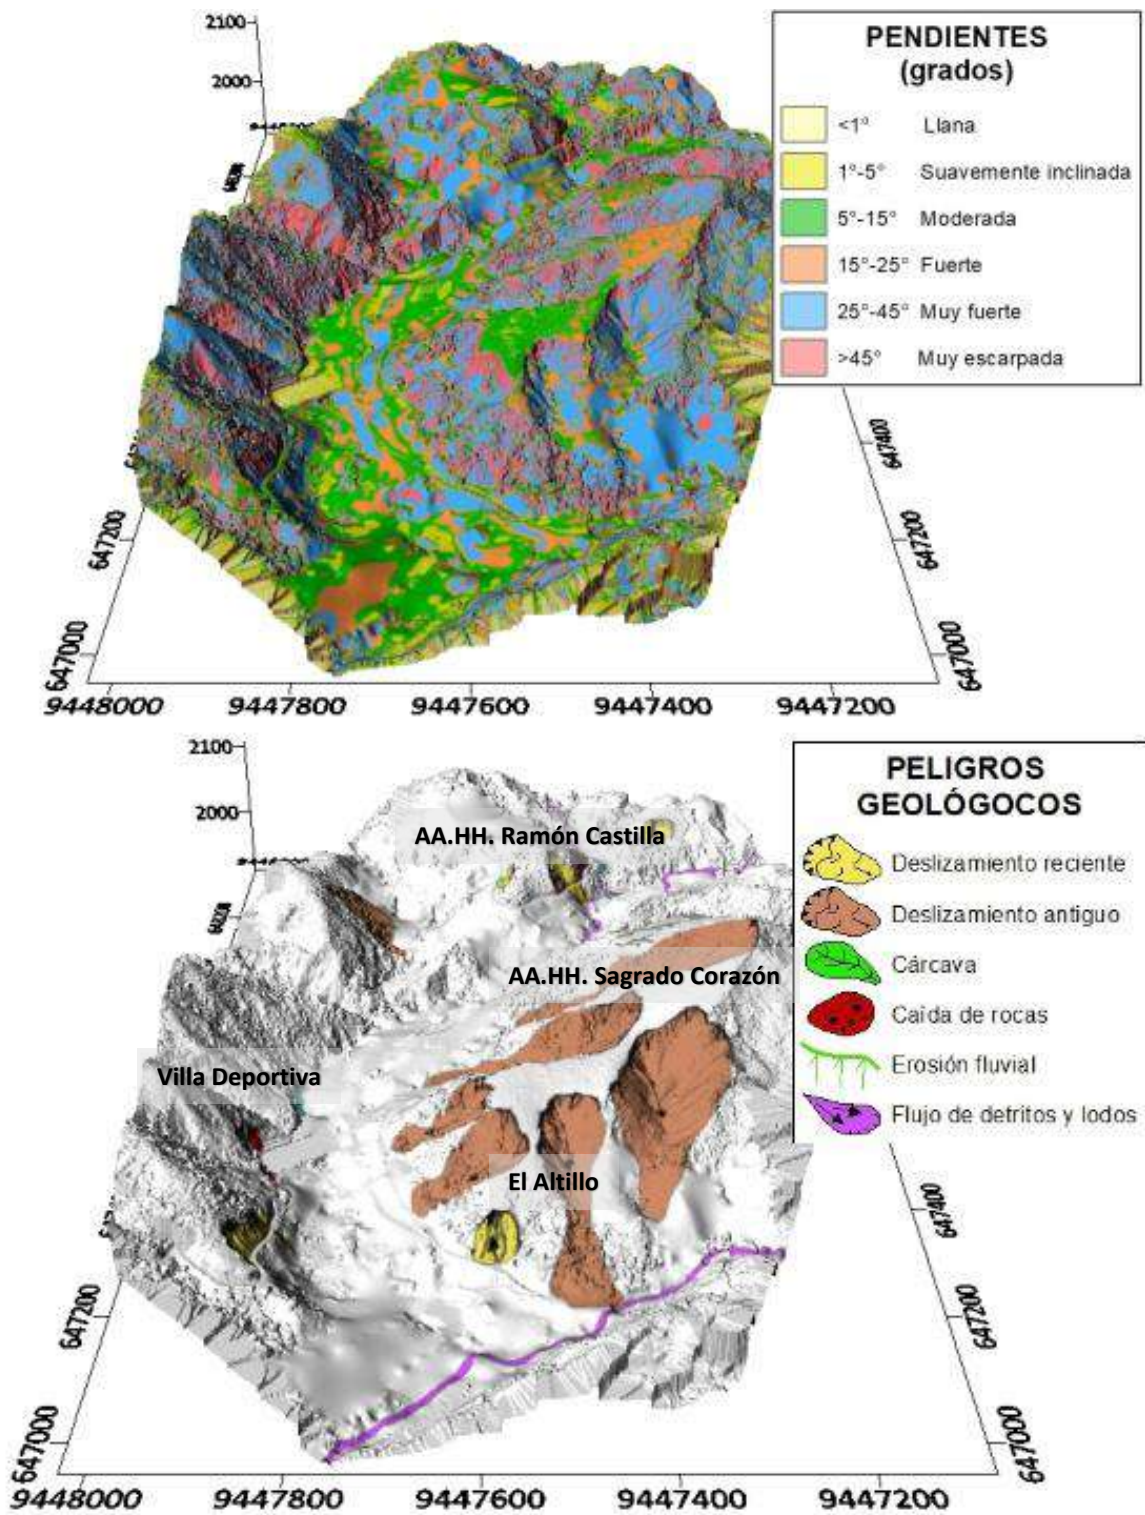 2100
2000
PENDIENTES
(grados)
<1° Llana
1°-5° Suavemente inclinada
5°-15° Moderada
15°-25° Fuerte
25°-45° Muy fuerte
>45° Muy escarpada
647400
647200
647200
647000
647000
9448000
9447800
9447600
9447400
9447200
2100
2000
PELIGROS
GEOLÓGOCOS
Deslizamiento reciente
Deslizamiento antiguo
Cárcava
Caída de rocas
Erosión fluvial
Flujo de detritos y lodos
AA.HH. Ramón Castilla
AA.HH. Sagrado Corazón
Villa Deportiva
El Altillo
647400
647200
647200
647000
647000
9448000
9447800
9447600
9447400
9447200